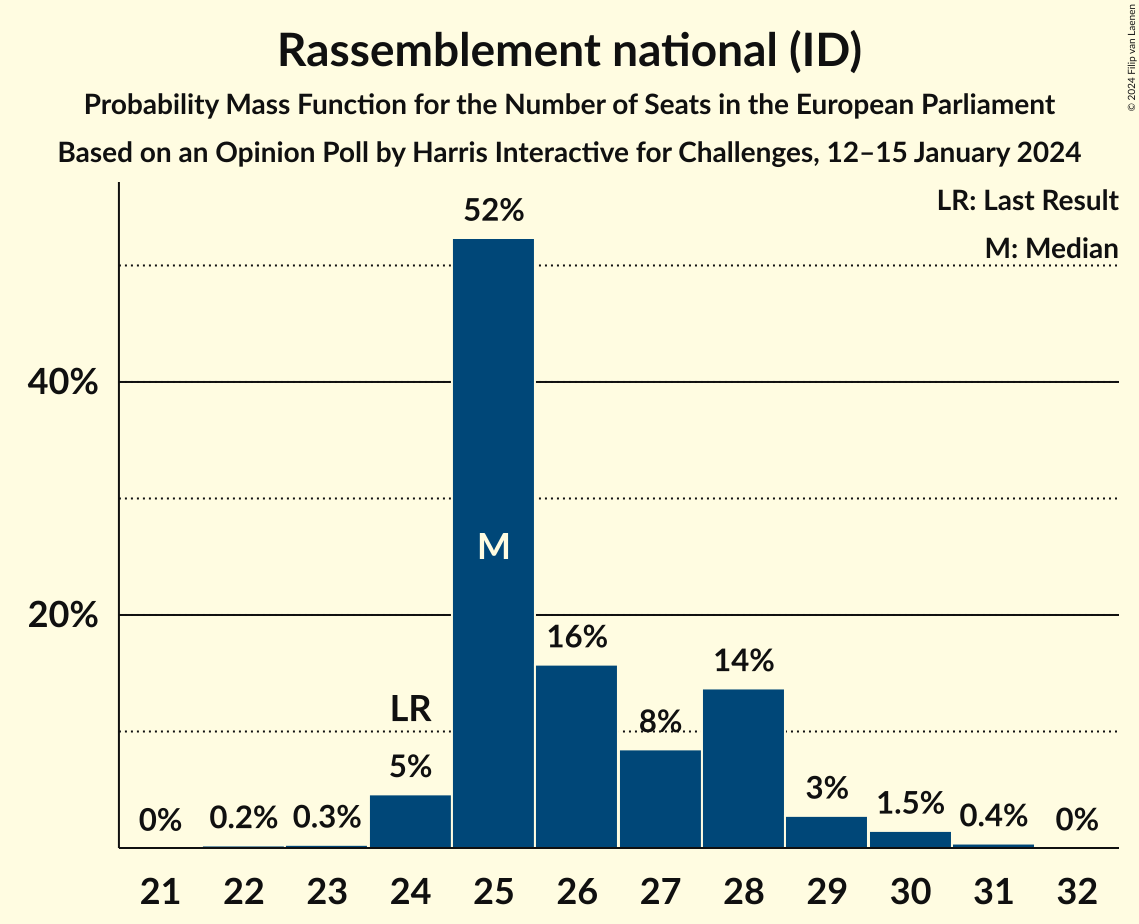 Rassemblement national (ID)
Probability Mass Function for the Number of Seats in the European Parliament
Based on an Opinion Poll by Harris Interactive for Challenges, 12–15 January 2024
© 2024 Filip van Laenen
LR: Last Result
M: Median
52%
40%
M
20%
16%
14%
LR
8%
5%
3%
1.5%
0% 0.2% 0.3% 0.4% 0%
21 22 23 24 25 26 27 28 29 30 31 32